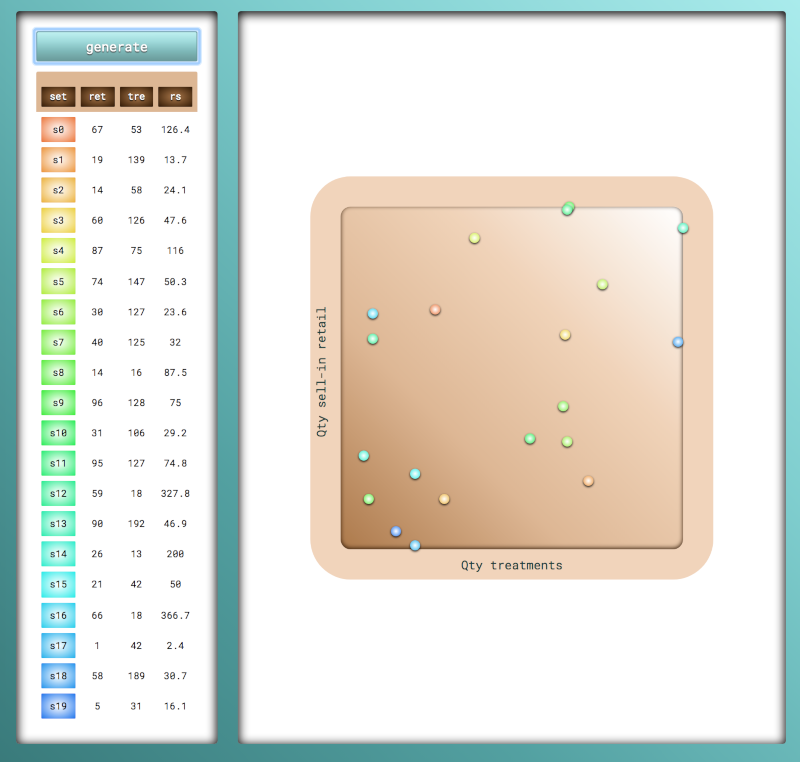 generate
set ret tre rs
s0 67 53 126.4
s1 19 139 13.7
s2 14 58 24.1
s3 60 126 47.6
s4 87 75 116
s5 74 147 50.3
s6 30 127 23.6
s7 40 125 32
s8 14 16 87.5
s9 96 128 75
s10 31 106 29.2
s11 95 127 74.8
s12 59 18 327.8
s13 90 192 46.9
s14 26 13 200
s15 21 42 50
s16 66 18 366.7
s17 1 42 2.4
s18 58 189 30.7
s19 5 31 16.1
Qty sell-in retail
Qty treatments